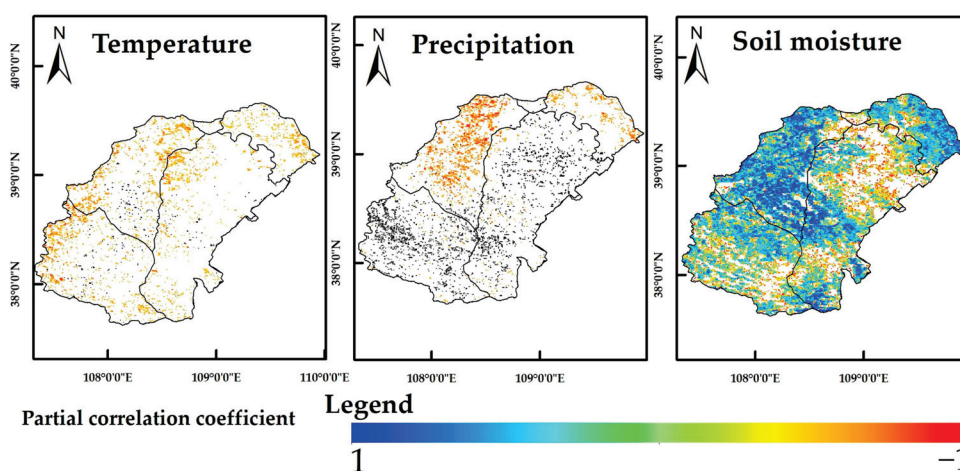 N
Temperature
40°0'0"N
39°0'0"N
38°0'0"N
108°0'0"E
109°0'0"E
110°0'0"E
N
Precipitation
40°0'0"N
39°0'0"N
38°0'0"N
108°0'0"E
109°0'0"E
N
Soil moisture
40°0'0"N
39°0'0"N
38°0'0"N
108°0'0"E
109°0'0"E
Partial correlation coefficient
Legend
1